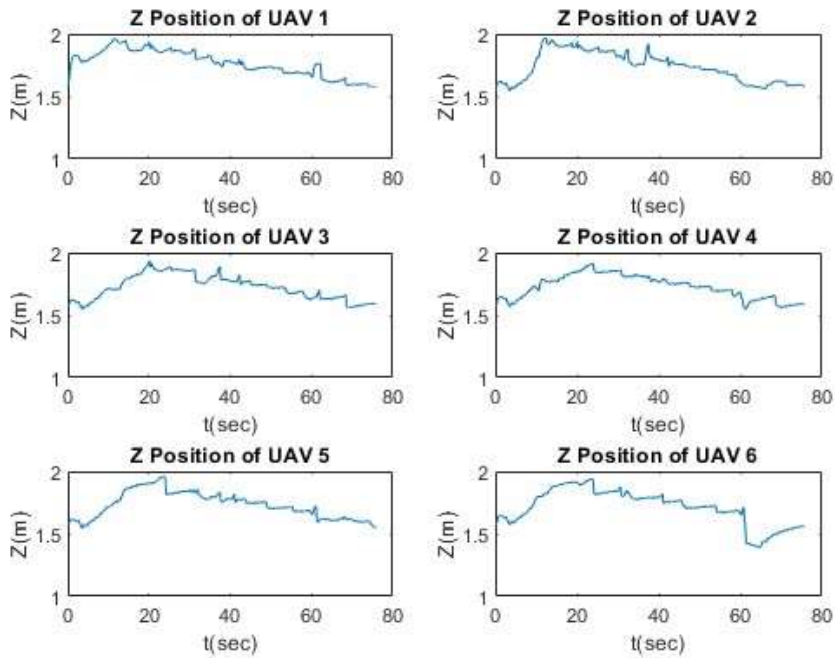 Z Position of UAV 1
2
1.5
1
Z(m)
0 20 40 60 80
t(sec)
Z Position of UAV 2
2
1.5
1
Z(m)
0 20 40 60 80
t(sec)
Z Position of UAV 3
2
1.5
1
Z(m)
0 20 40 60 80
t(sec)
Z Position of UAV 4
2
1.5
1
Z(m)
0 20 40 60 80
t(sec)
Z Position of UAV 5
2
1.5
1
Z(m)
0 20 40 60 80
t(sec)
Z Position of UAV 6
2
1.5
1
Z(m)
0 20 40 60 80
t(sec)